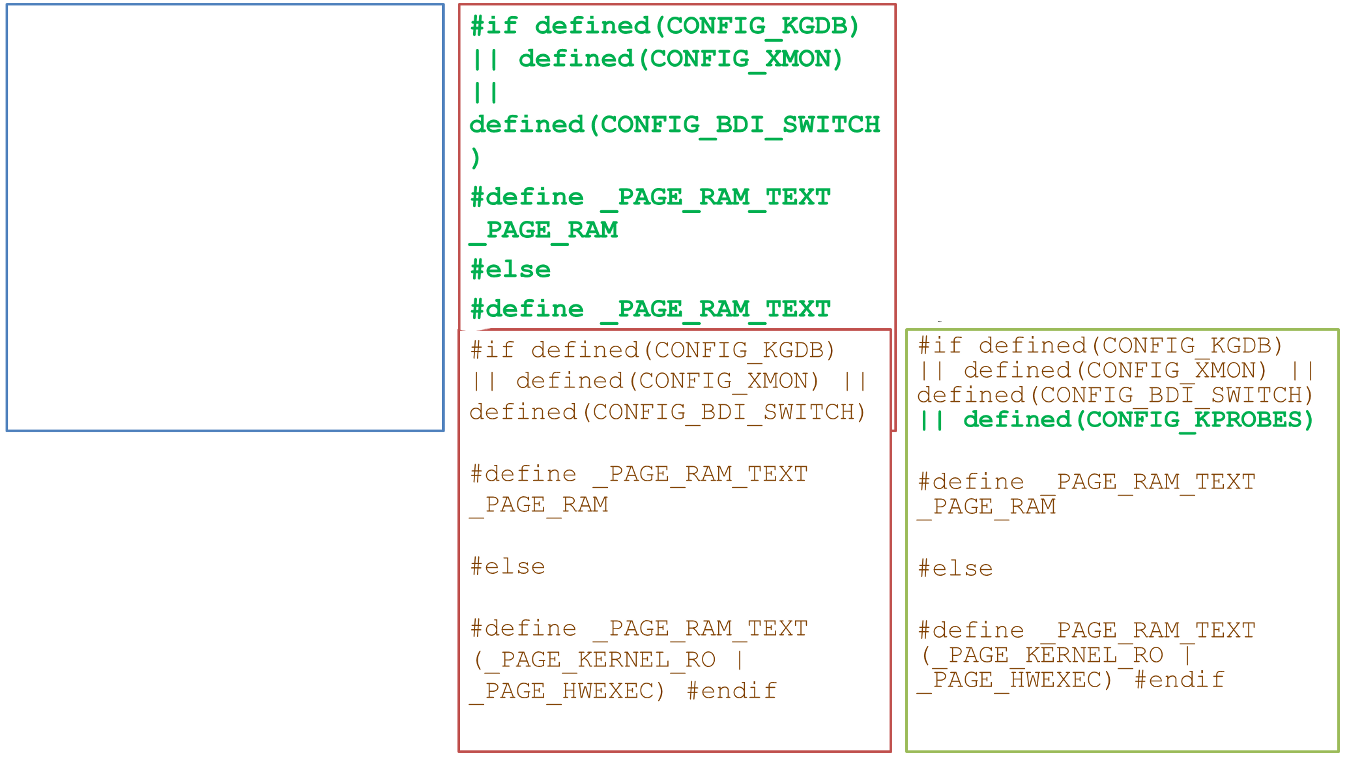 #if defined(CONFIG_KGDB)
|| defined(CONFIG_XMON)
||
defined(CONFIG_BDI_SWITCH
)
#define _PAGE_RAM_TEXT
_PAGE_RAM
#else
#define _PAGE_RAM_TEXT
#if defined(CONFIG_KGDB)
|| defined(CONFIG_XMON) ||
defined(CONFIG_BDI_SWITCH)
#define _PAGE_RAM_TEXT
_PAGE_RAM
#else
#define _PAGE_RAM_TEXT
(_PAGE_KERNEL_RO |
_PAGE_HWEXEC) #endif
#if defined(CONFIG_KGDB)
|| defined(CONFIG_XMON) ||
defined(CONFIG_BDI_SWITCH)
|| defined(CONFIG_KPROBES)
#define _PAGE_RAM_TEXT
_PAGE_RAM
#else
#define _PAGE_RAM_TEXT
(_PAGE_KERNEL_RO |
_PAGE_HWEXEC) #endif